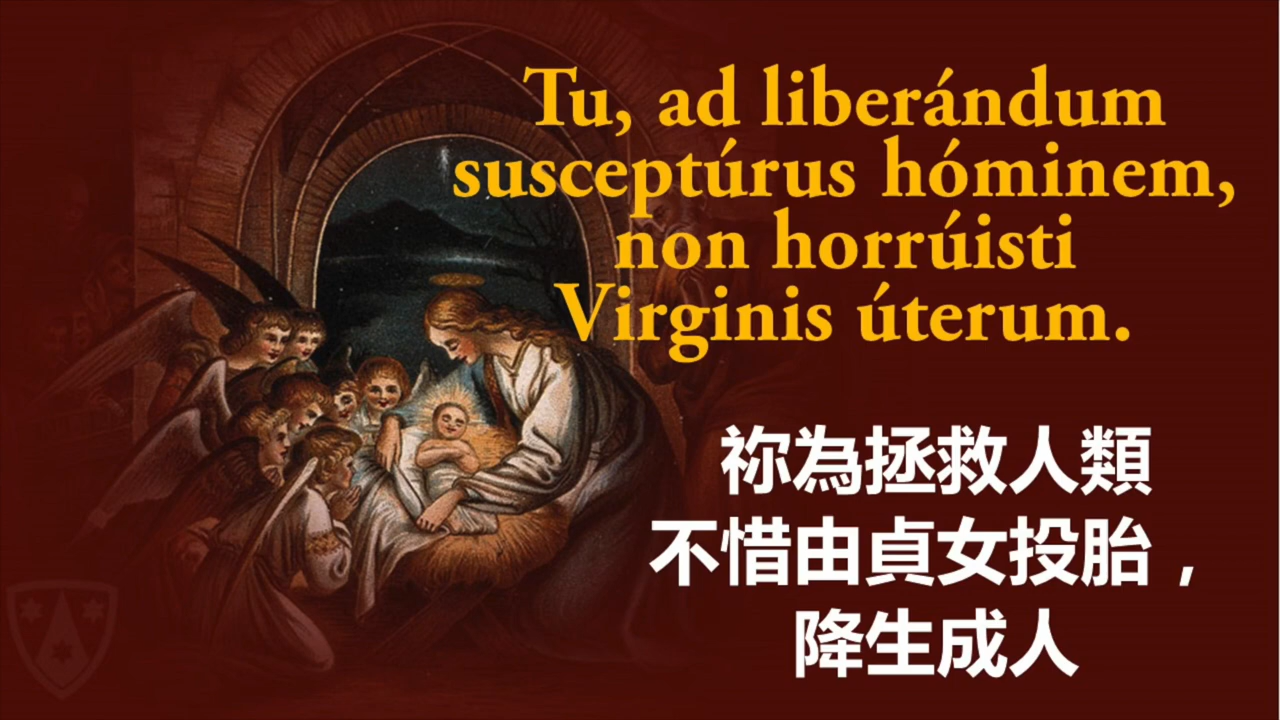 Tu, ad liberándum
susceptúrus hóminem,
non horrúisti
Virginis úterum.
祢為拯救人類
不惜由貞女投胎，
降生成人